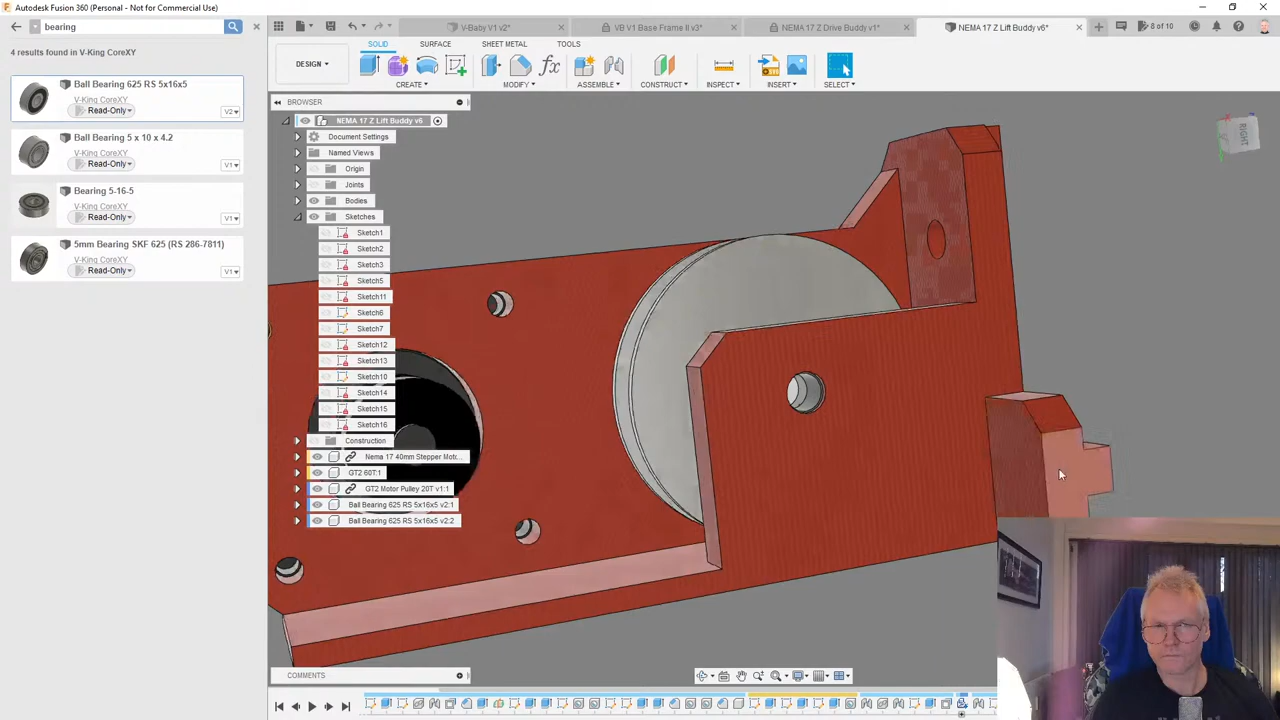 Autodesk Fusion 360 (Personal - Not for Commercial Use)
bearing
V-Baby V1 v2*
VB V1 Base Frame II v3*
NEMA 17 Z Drive Buddy v1*
NEMA 17 Z Lift Buddy v6*
8 of 10
4 results found in V-King CoreXY
Ball Bearing 625 RS 5x16x5
V-King CoreXY
Read-Only
V2
Ball Bearing 5 x 10 x 4.2
V-King CoreXY
Read-Only
V1
Bearing 5-16-5
V-King CoreXY
Read-Only
V1
5mm Bearing SKF 625 (RS 286-7811)
V-King CoreXY
Read-Only
V1
SOLID
SURFACE
SHEET METAL
TOOLS
DESIGN
CREATE
MODIFY
ASSEMBLE
CONSTRUCT
INSPECT
INSERT
SELECT
BROWSER
NEMA 17 Z Lift Buddy v6
Document Settings
Named Views
Origin
Joints
Bodies
Sketches
Sketch1
Sketch2
Sketch3
Sketch5
Sketch11
Sketch6
Sketch7
Sketch12
Sketch13
Sketch10
Sketch14
Sketch15
Sketch16
Construction
Nema 17 40mm Stepper Mot...
GT2 60T:1
GT2 Motor Pulley 20T v1:1
Ball Bearing 625 RS 5x16x5 v2:1
Ball Bearing 625 RS 5x16x5 v2:2
RIGHT
COMMENTS